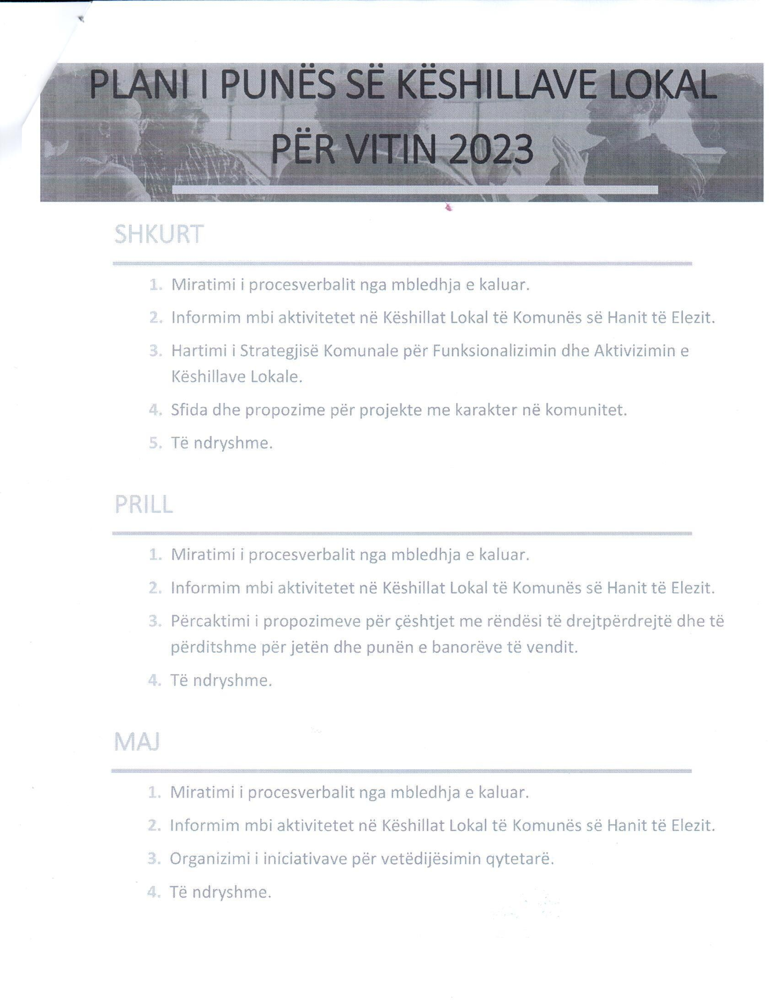 PLANI I PUNËS SË KËSHILLAVE LOKAL
PËR VITIN 2023
SHKURT
1. Miratimi i procesverbalit nga mbledhja e kaluar.
2. Informim mbi aktivitetet në Këshillat Lokal të Komunës së Hanit të Elezit.
3. Hartimi i Strategjisë Komunale për Funksionalizimin dhe Aktivizimin e
Këshillave Lokale.
4. Sfida dhe propozime për projekte me karakter në komunitet.
5. Të ndryshme.
PRILL
1. Miratimi i procesverbalit nga mbledhja e kaluar.
2. Informim mbi aktivitetet në Këshillat Lokal të Komunës së Hanit të Elezit.
3. Përcaktimi i propozimeve për çështjet me rëndësi të drejtpërdrejtë dhe të
përditshme për jetën dhe punën e banorëve të vendit.
4. Të ndryshme.
MAJ
1. Miratimi i procesverbalit nga mbledhja e kaluar.
2. Informim mbi aktivitetet në Këshillat Lokal të Komunës së Hanit të Elezit.
3. Organizimi i iniciativave për vetëdijësimin qytetarë.
4. Të ndryshme.